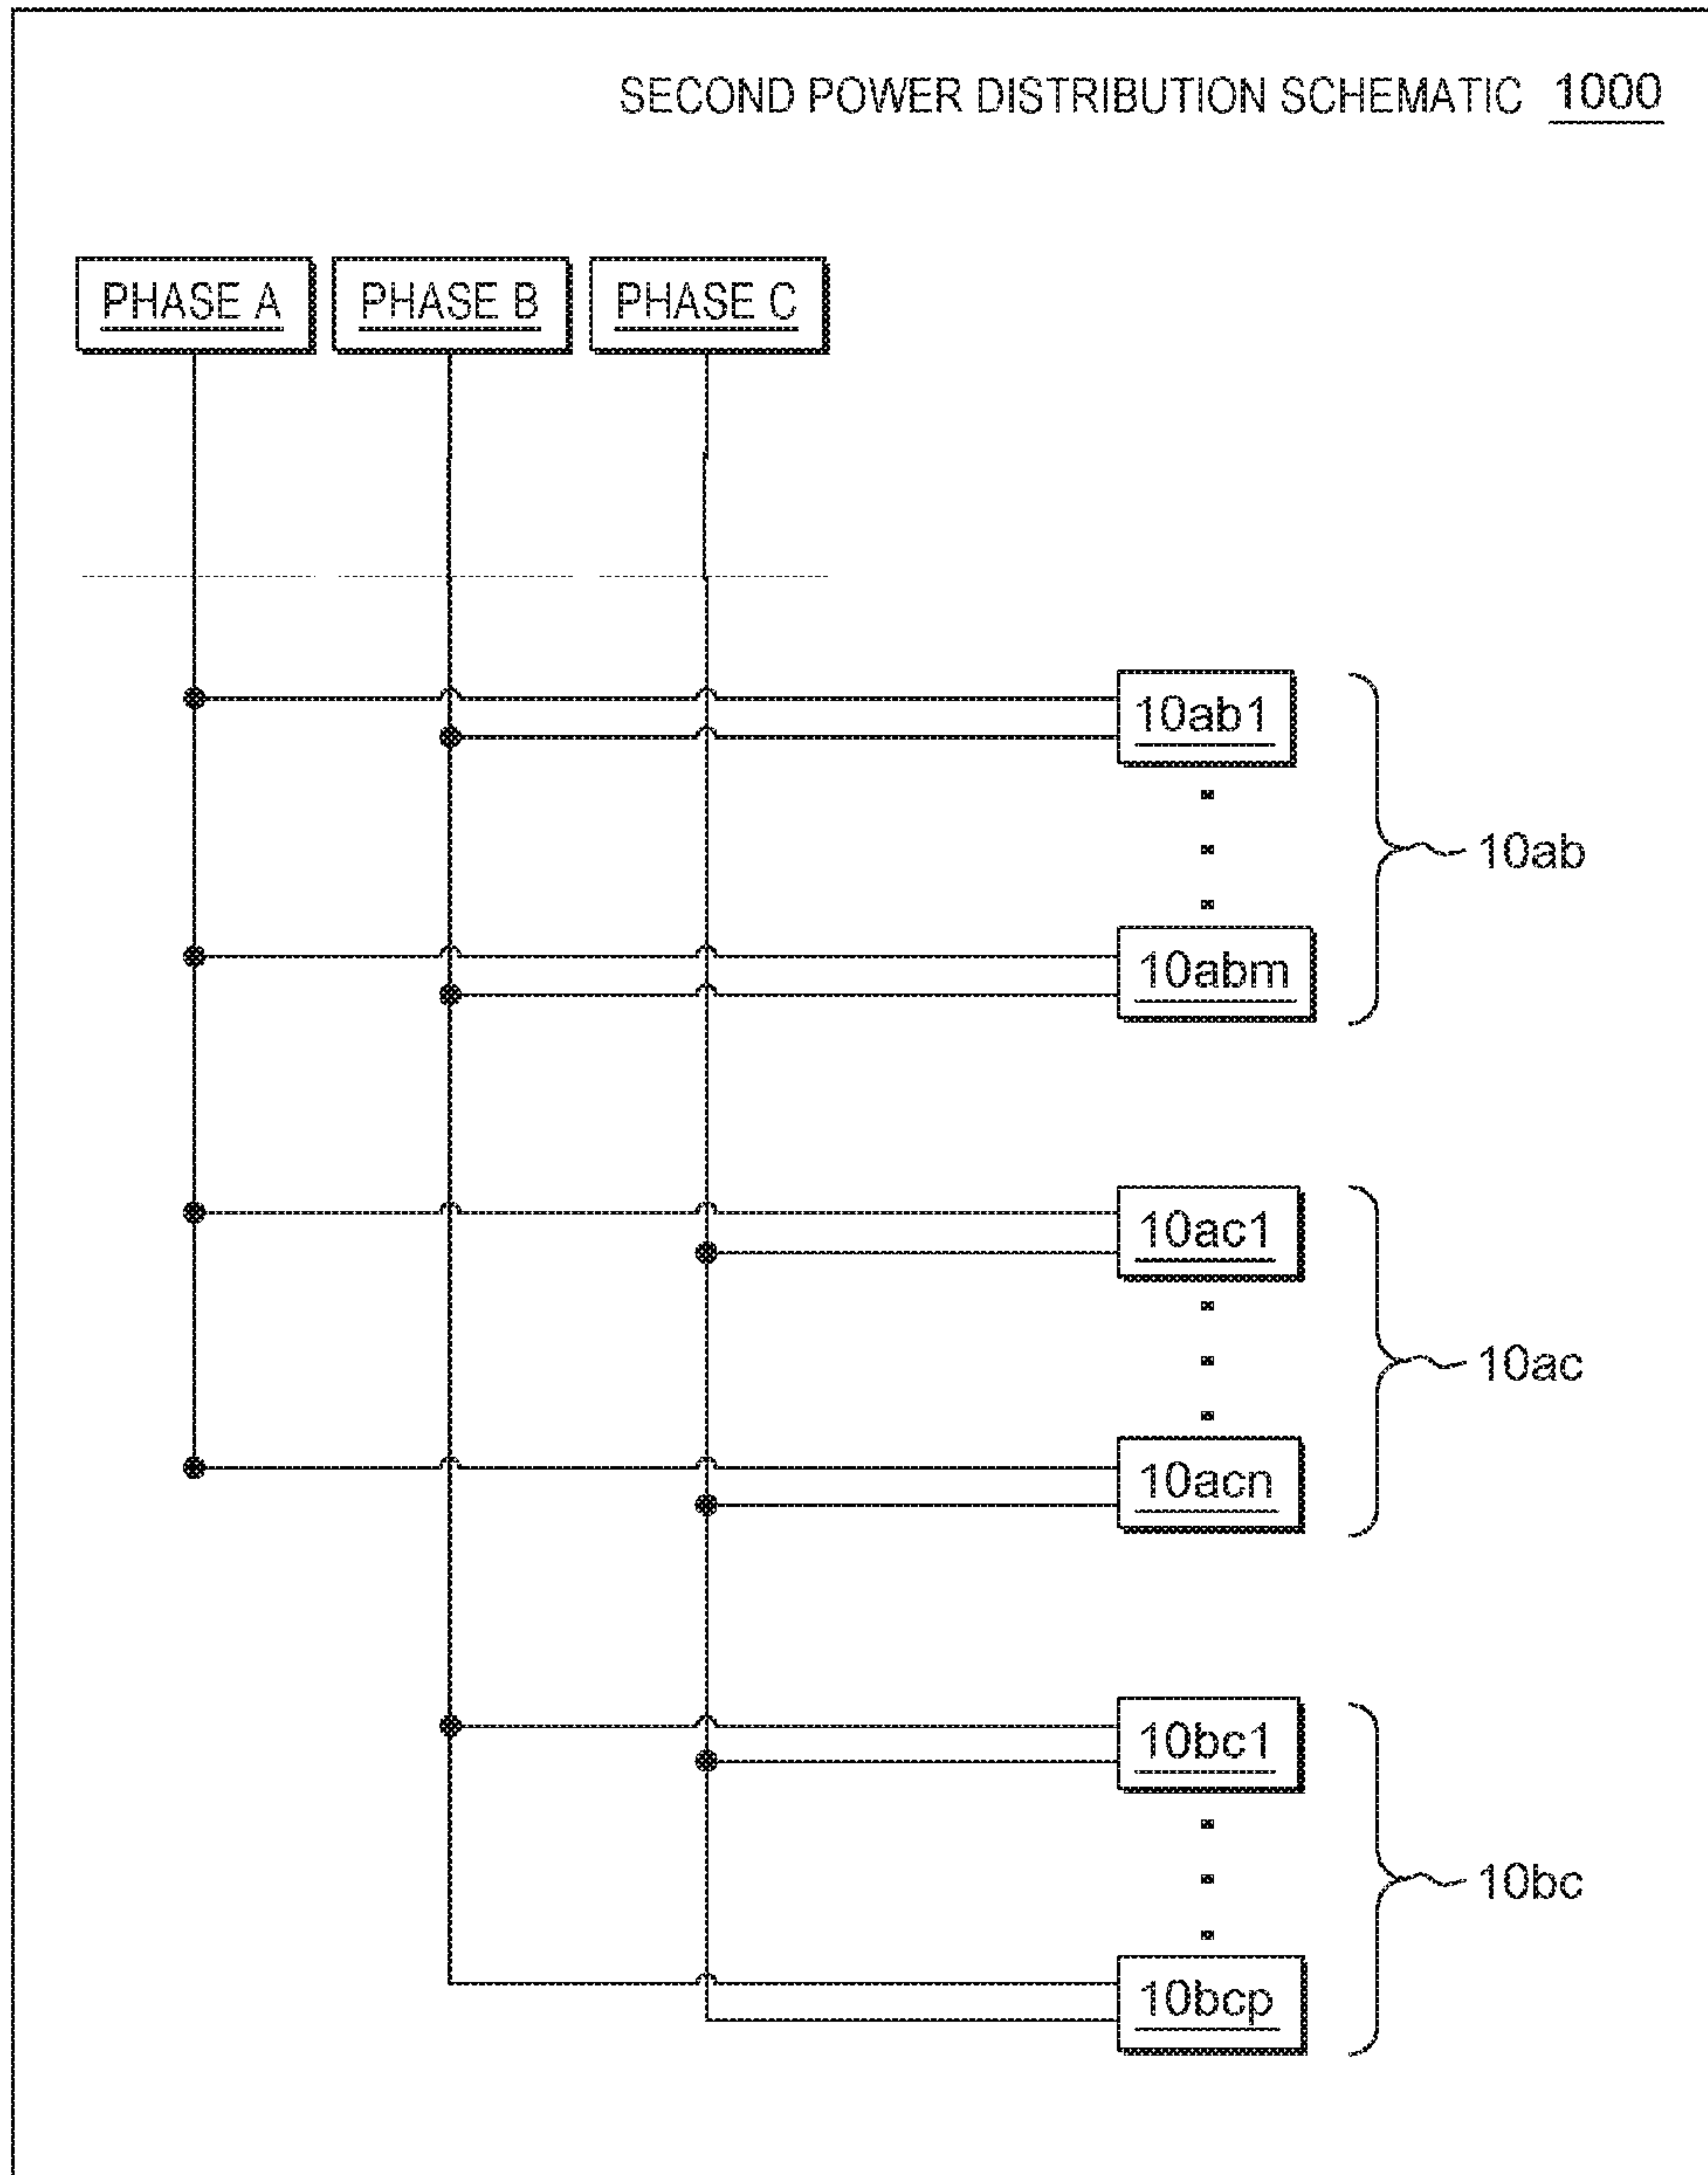 SECOND POWER DISTRIBUTION SCHEMATIC 1000
PHASE A PHASE B PHASE C
10ab1
10ab
10abm
10ac1
10ac
10acn
10bc1
10bc
10bcp